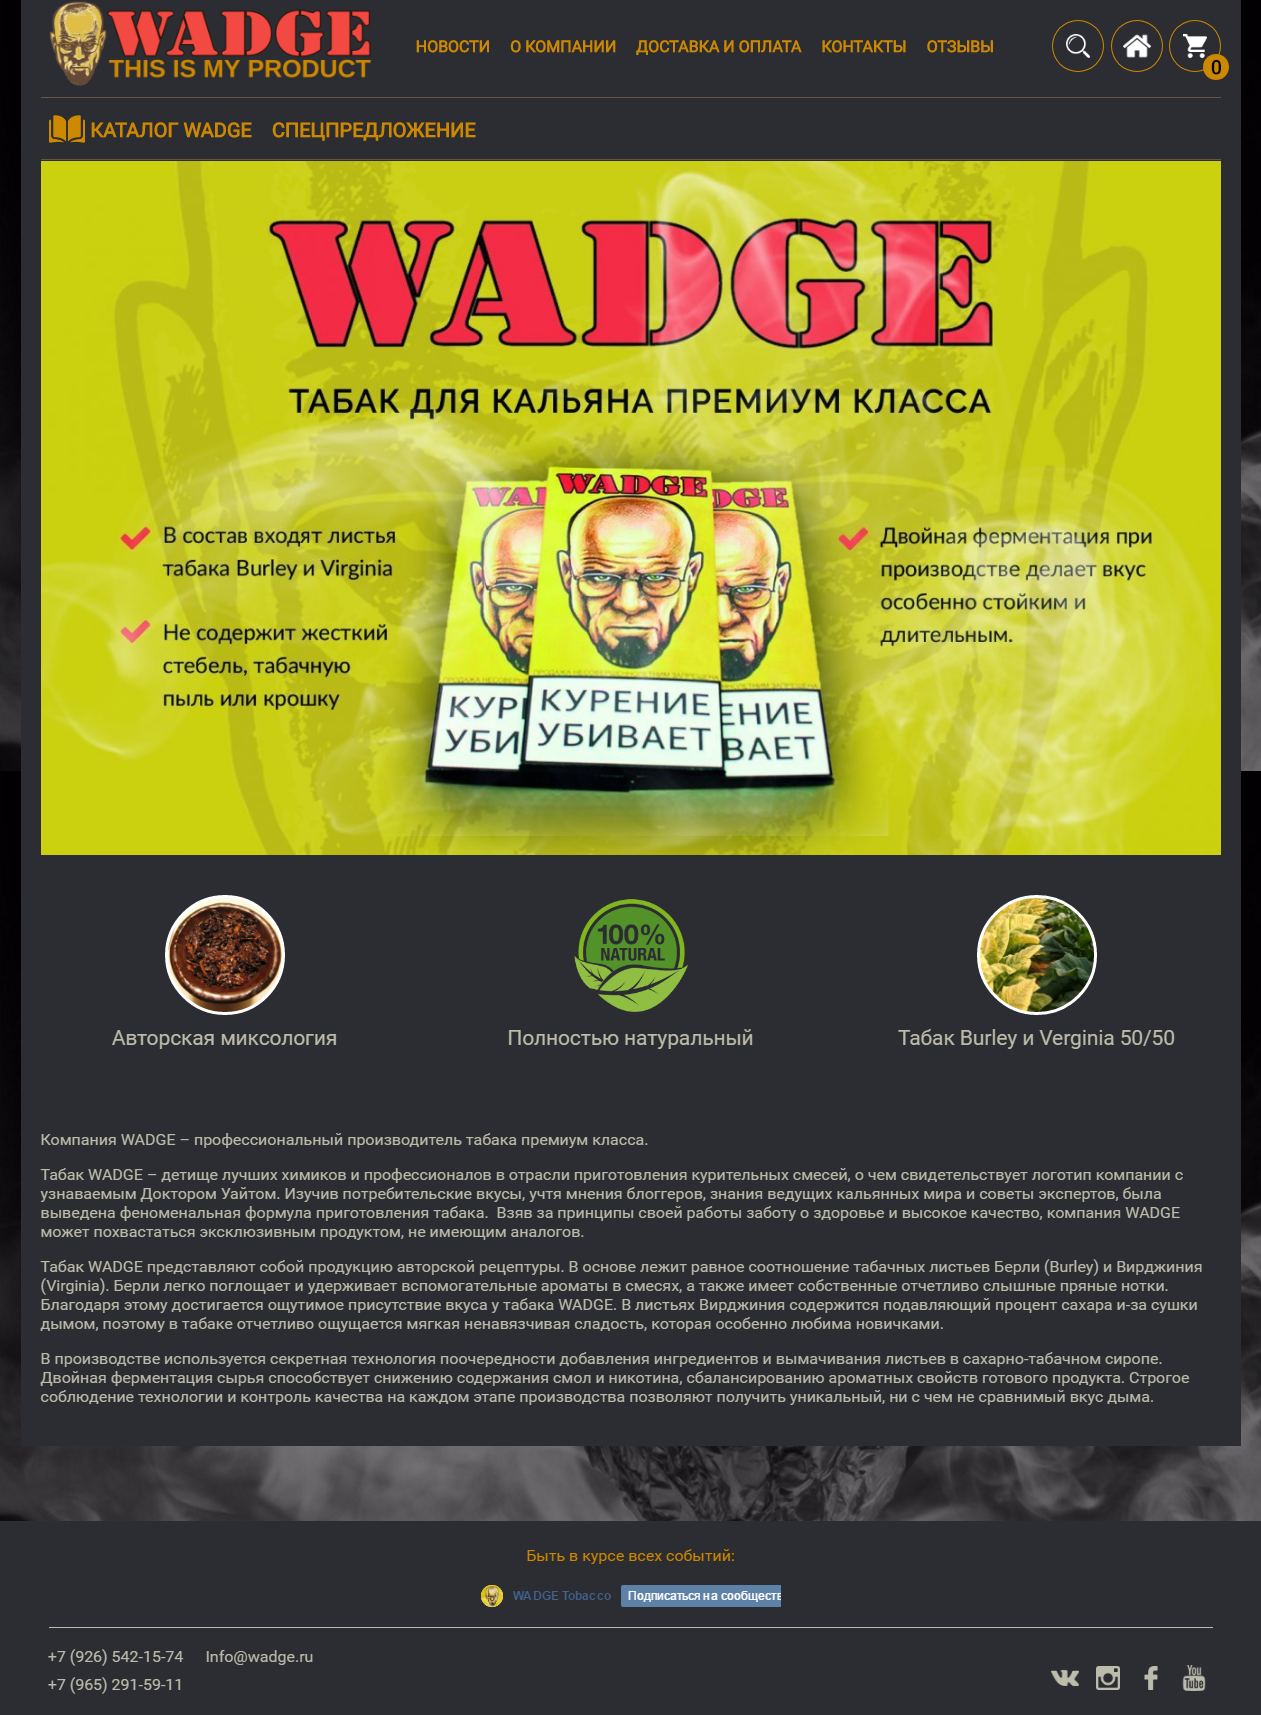 WADGE
THIS IS MY PRODUCT
НОВОСТИ О КОМПАНИИ ДОСТАВКА И ОПЛАТА КОНТАКТЫ ОТЗЫВЫ
0
КАТАЛОГ WADGE СПЕЦПРЕДЛОЖЕНИЕ
WADGE
ТАБАК ДЛЯ КАЛЬЯНА ПРЕМИУМ КЛАССА
В состав входят листья
табака Burley и Virginia
Не содержит жесткий
стебель, табачную
пыль или крошку
WAD WADGE DGE
КУР КУРЕНИЕ ЕНИЕ
УБИ УБИВАЕТ ВАЕТ
Двойная ферментация при
производстве делает вкус
особенно стойким и
длительным.
Авторская миксология
100%
NATURAL
Полностью натуральный
Табак Burley и Verginia 50/50
Компания WADGE – профессиональный производитель табака премиум класса.
Табак WADGE – детище лучших химиков и профессионалов в отрасли приготовления курительных смесей, о чем свидетельствует логотип компании с
узнаваемым Доктором Уайтом. Изучив потребительские вкусы, учтя мнения блоггеров, знания ведущих кальянных мира и советы экспертов, была
выведена феноменальная формула приготовления табака.  Взяв за принципы своей работы заботу о здоровье и высокое качество, компания WADGE
может похвастаться эксклюзивным продуктом, не имеющим аналогов.
Табак WADGE представляют собой продукцию авторской рецептуры. В основе лежит равное соотношение табачных листьев Берли (Burley) и Вирджиния
(Virginia). Берли легко поглощает и удерживает вспомогательные ароматы в смесях, а также имеет собственные отчетливо слышные пряные нотки.
Благодаря этому достигается ощутимое присутствие вкуса у табака WADGE. В листьях Вирджиния содержится подавляющий процент сахара и-за сушки
дымом, поэтому в табаке отчетливо ощущается мягкая ненавязчивая сладость, которая особенно любима новичками.
В производстве используется секретная технология поочередности добавления ингредиентов и вымачивания листьев в сахарно-табачном сиропе.
Двойная ферментация сырья способствует снижению содержания смол и никотина, сбалансированию ароматных свойств готового продукта. Строгое
соблюдение технологии и контроль качества на каждом этапе производства позволяют получить уникальный, ни с чем не сравнимый вкус дыма.
Быть в курсе всех событий:
WADGE Tobacco Подписаться на сообществ
+7 (926) 542-15-74 Info@wadge.ru
+7 (965) 291-59-11
You
Tube